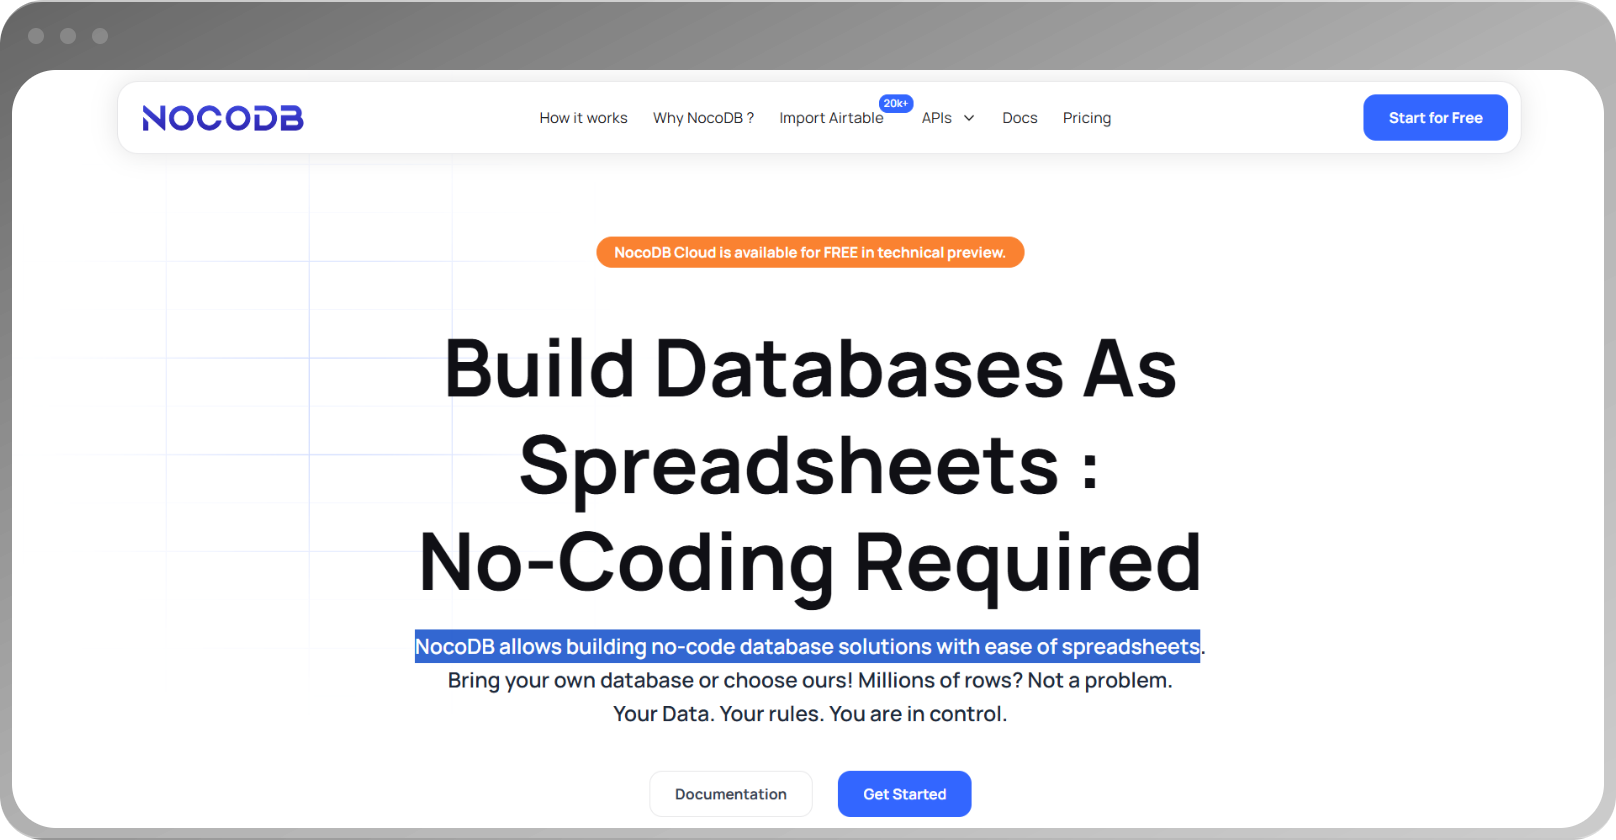 NOCODB
How it works
Why NocoDB ?
Import Airtable
20k+
APIs
Docs
Pricing
Start for Free
NocoDB Cloud is available for FREE in technical preview.
Build Databases As
Spreadsheets :
No-Coding Required
NocoDB allows building no-code database solutions with ease of spreadsheets.
Bring your own database or choose ours! Millions of rows? Not a problem.
Your Data. Your rules. You are in control.
Documentation
Get Started